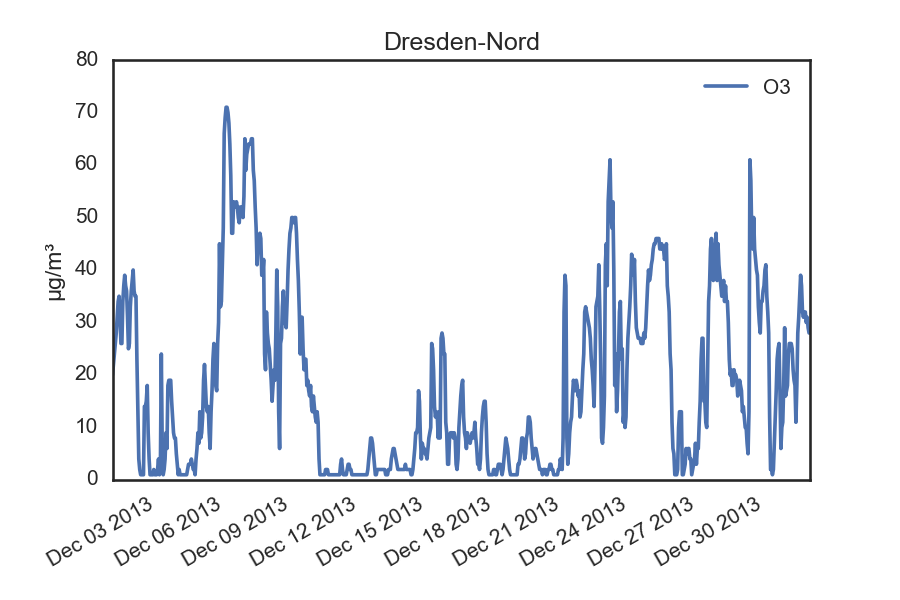 Dresden-Nord
O3
µg/m³
80
70
60
50
40
30
20
10
0
Dec 03 2013
Dec 06 2013
Dec 09 2013
Dec 12 2013
Dec 15 2013
Dec 18 2013
Dec 21 2013
Dec 24 2013
Dec 27 2013
Dec 30 2013